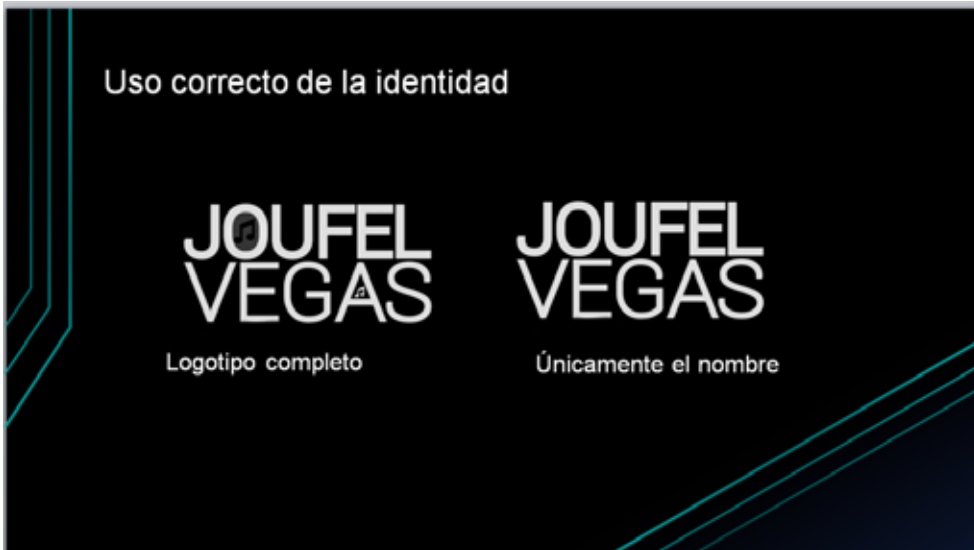 Uso correcto de la identidad
JOUFEL
VEGAS
JOUFEL
VEGAS
Logotipo completo
Únicamente el nombre